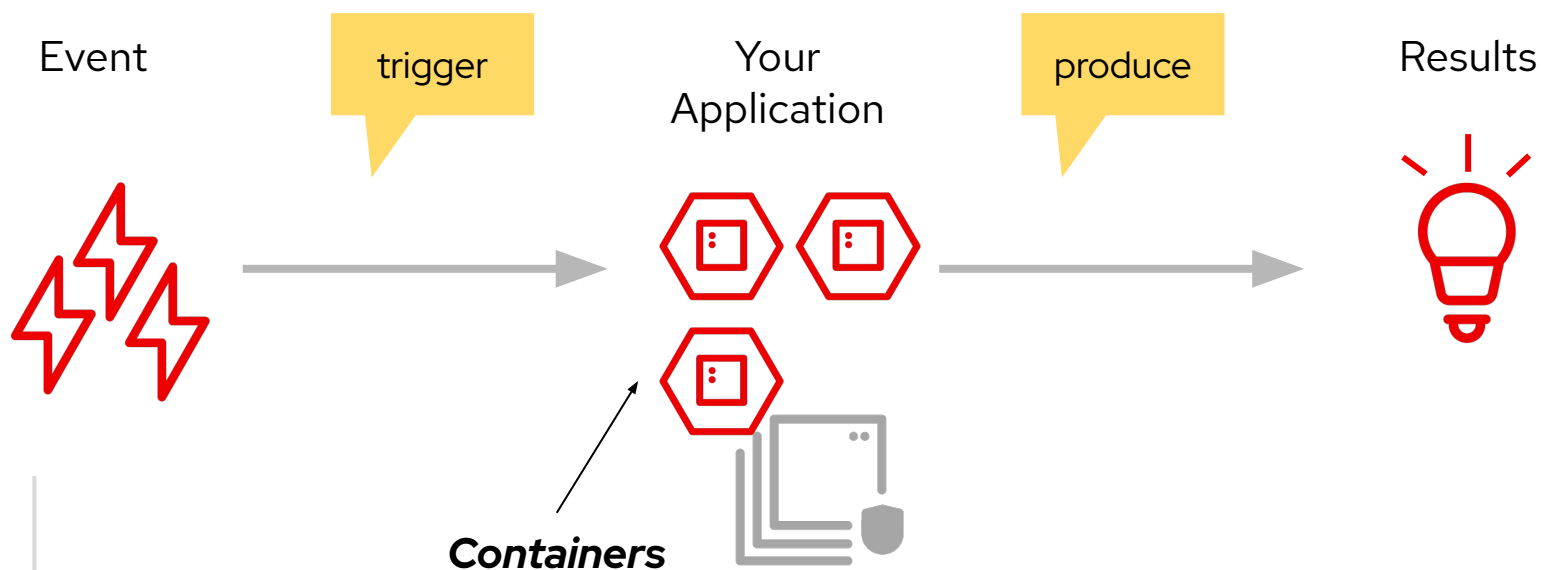 Event
trigger
Your
Application
produce
Results
Containers